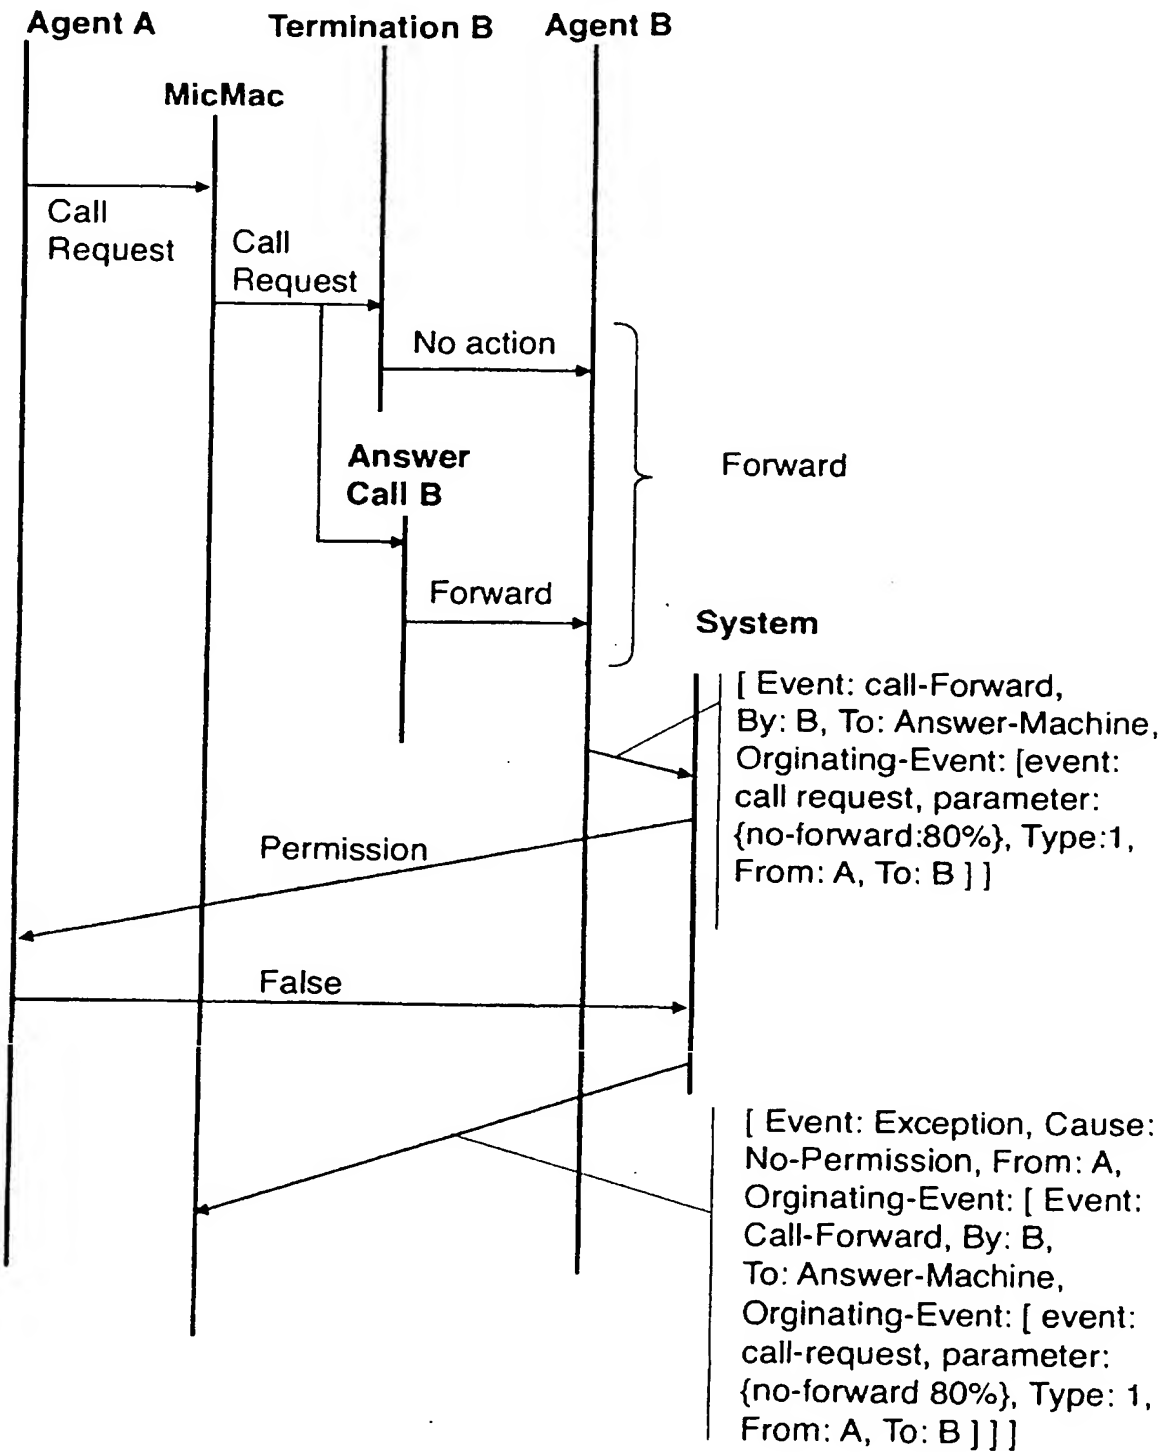 Agent A
Termination B
Agent B
MicMac
Call
Request
Call
Request
No action
Answer
Call B
Forward
Forward
System
[ Event: call-Forward,
By: B, To: Answer-Machine,
Orginating-Event: [event:
call request, parameter:
{no-forward:80%}, Type:1,
From: A, To: B ] ]
Permission
False
[ Event: Exception, Cause:
No-Permission, From: A,
Orginating-Event: [ Event:
Call-Forward, By: B,
To: Answer-Machine,
Orginating-Event: [ event:
call-request, parameter:
{no-forward 80%}, Type: 1,
From: A, To: B ] ] ]